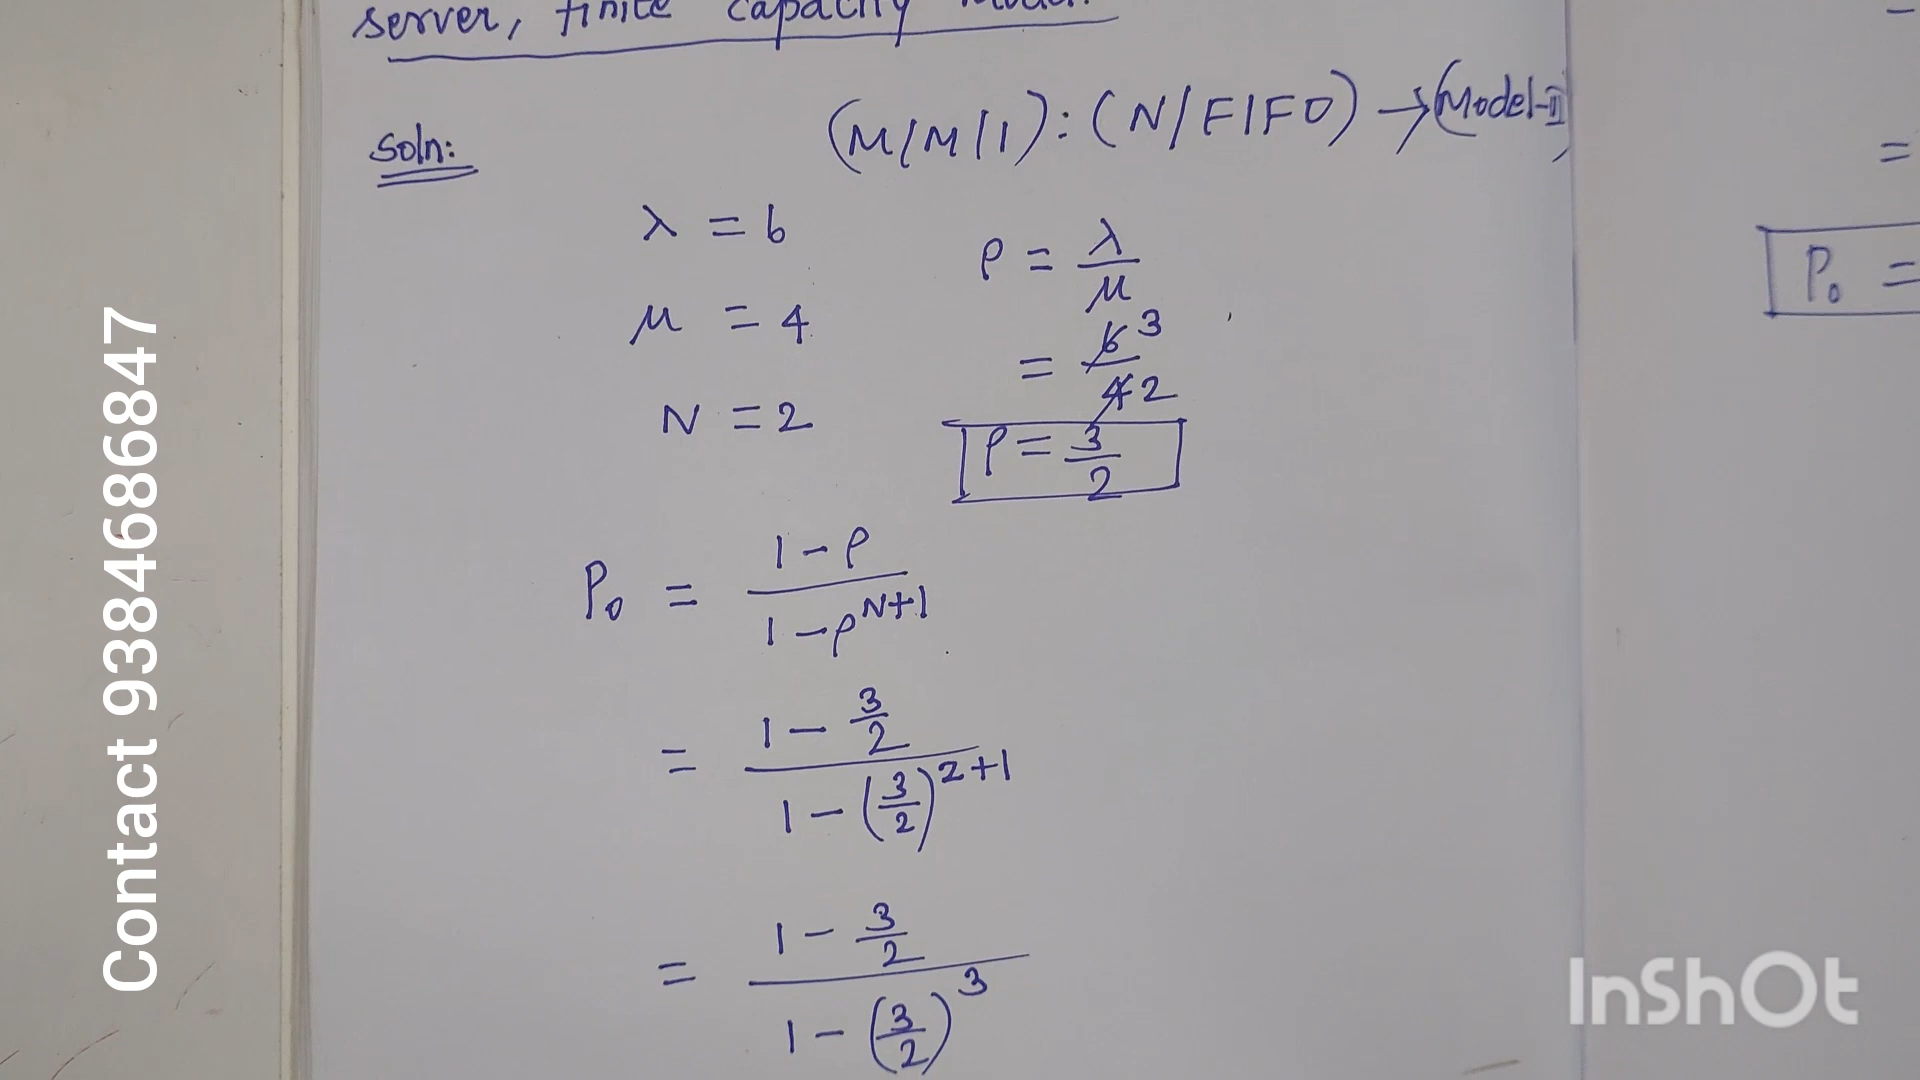 server, finite capacity model.
(M/M/1):(N/FIFO) → (Model-II)
Soln:
λ = 6
μ = 4
N = 2
ρ = λ/μ
= 6 3/4 2
ρ = 3/2
P₀ = (1-ρ)/(1-ρ^(N+1))
= (1-3/2)/(1-(3/2)^(2+1))
= (1-3/2)/(1-(3/2)^3)
=
P₀ =
Contact 9384686847
InShOt